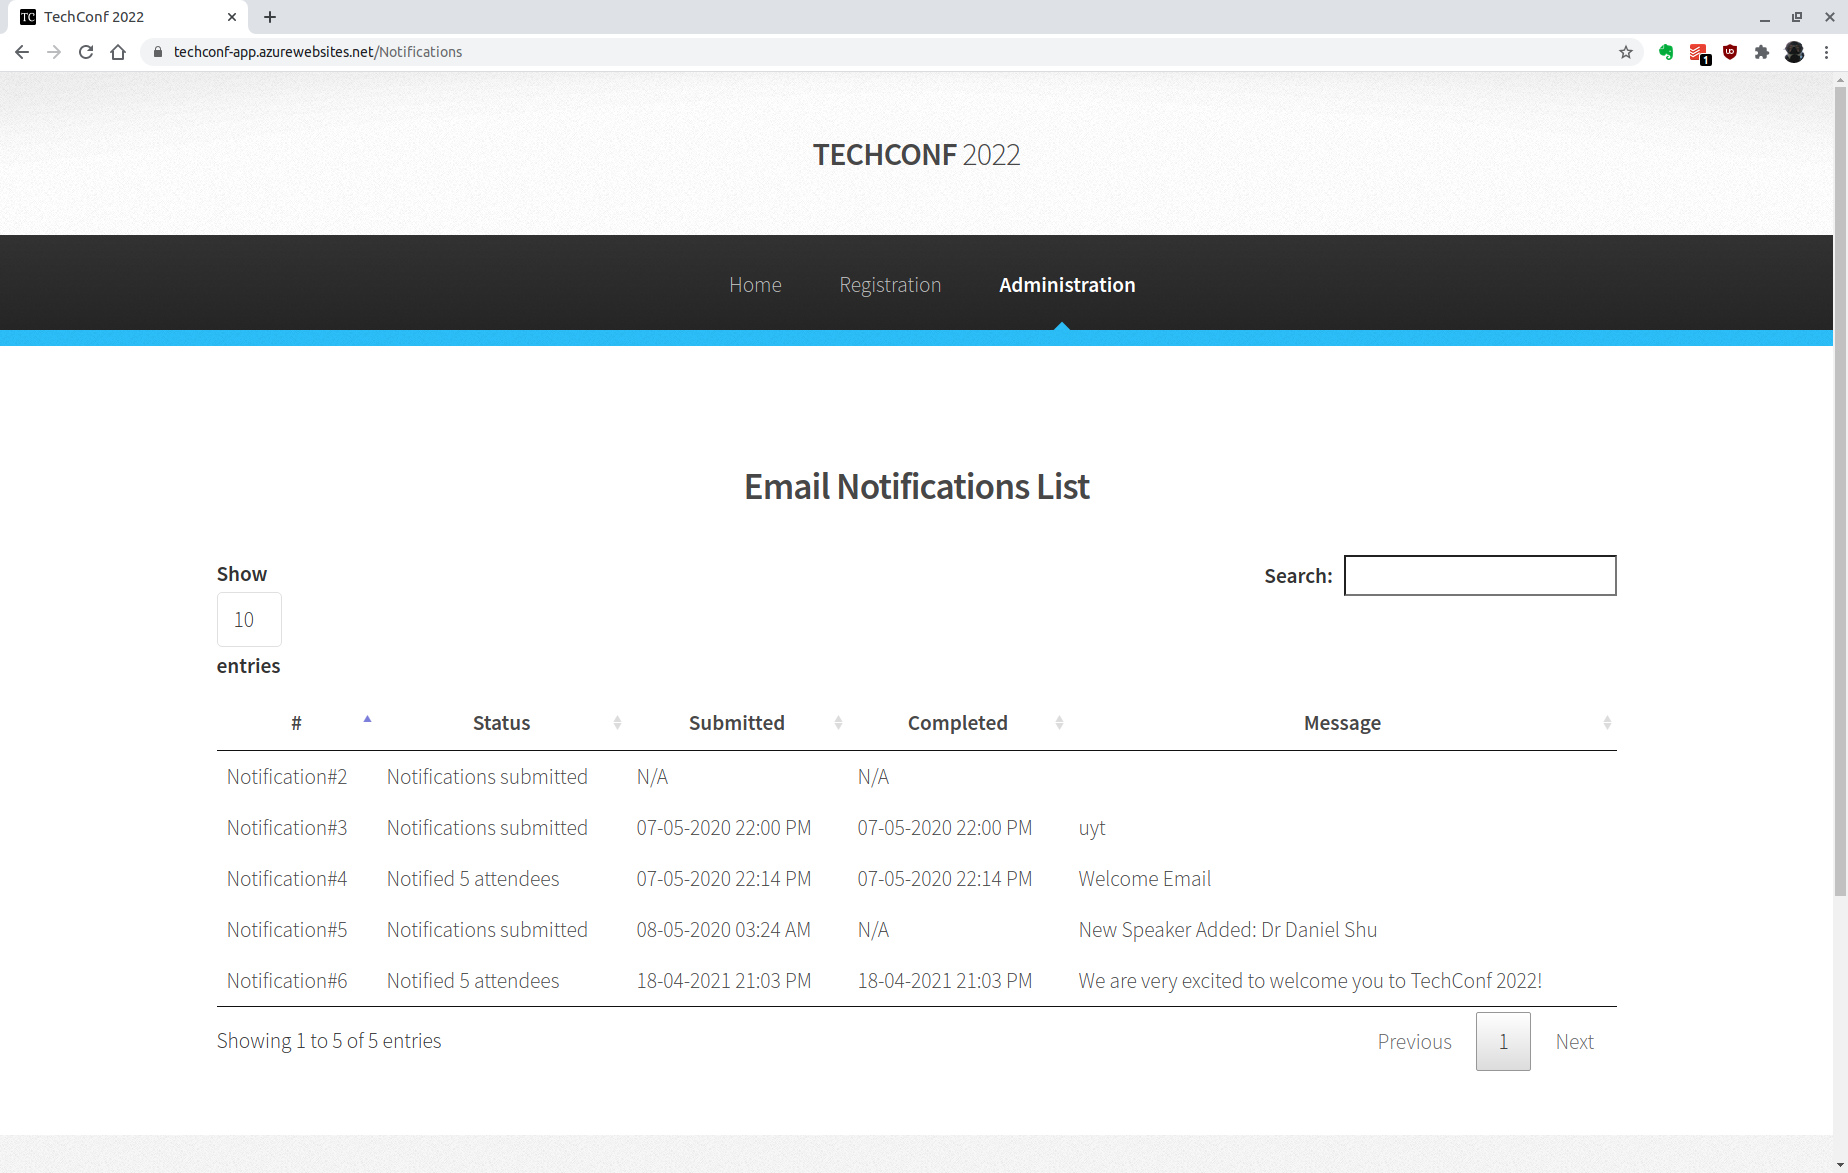 TC TechConf 2022
techconf-app.azurewebsites.net/Notifications
1
TECHCONF 2022
Home Registration Administration
Email Notifications List
Show
10
entries
Search:
# Status Submitted Completed Message
Notification#2 Notifications submitted N/A N/A
Notification#3 Notifications submitted 07-05-2020 22:00 PM 07-05-2020 22:00 PM uyt
Notification#4 Notified 5 attendees 07-05-2020 22:14 PM 07-05-2020 22:14 PM Welcome Email
Notification#5 Notifications submitted 08-05-2020 03:24 AM N/A New Speaker Added: Dr Daniel Shu
Notification#6 Notified 5 attendees 18-04-2021 21:03 PM 18-04-2021 21:03 PM We are very excited to welcome you to TechConf 2022!
Showing 1 to 5 of 5 entries
Previous 1 Next